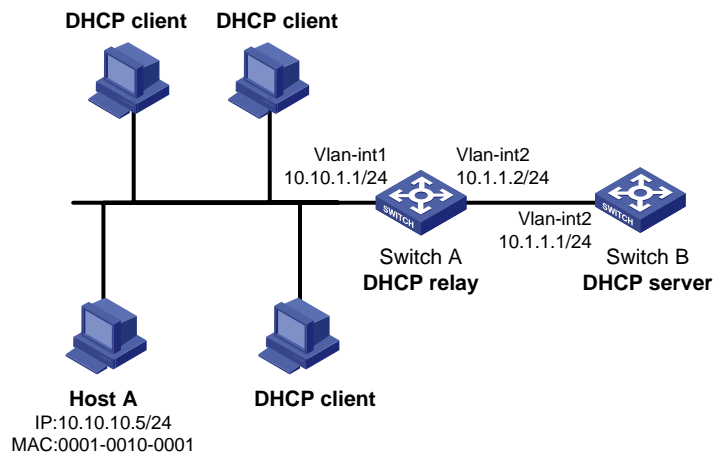 DHCP client
DHCP client
Vlan-int1
10.10.1.1/24
Vlan-int2
10.1.1.2/24
Vlan-int2
10.1.1.1/24
SWITCH
SWITCH
Switch A
DHCP relay
Switch B
DHCP server
Host A
IP:10.10.10.5/24
MAC:0001-0010-0001
DHCP client